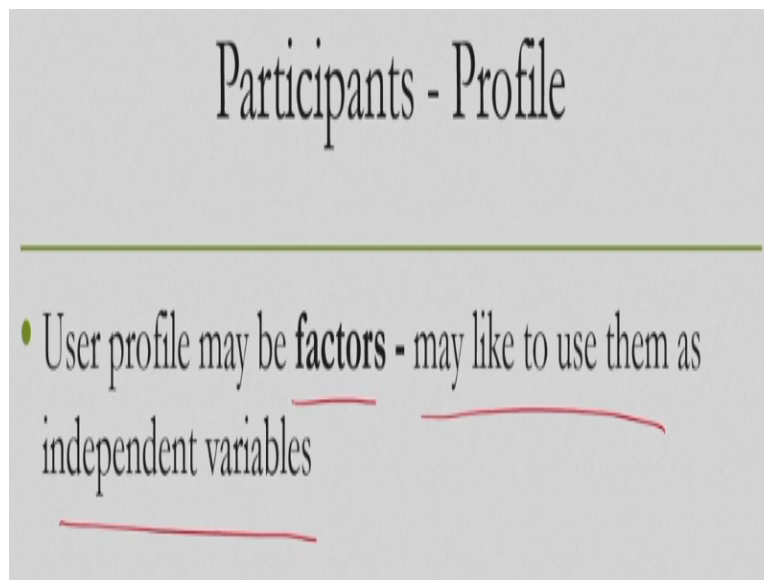 Participants - Profile
• User profile may be factors - may like to use them as
independent variables